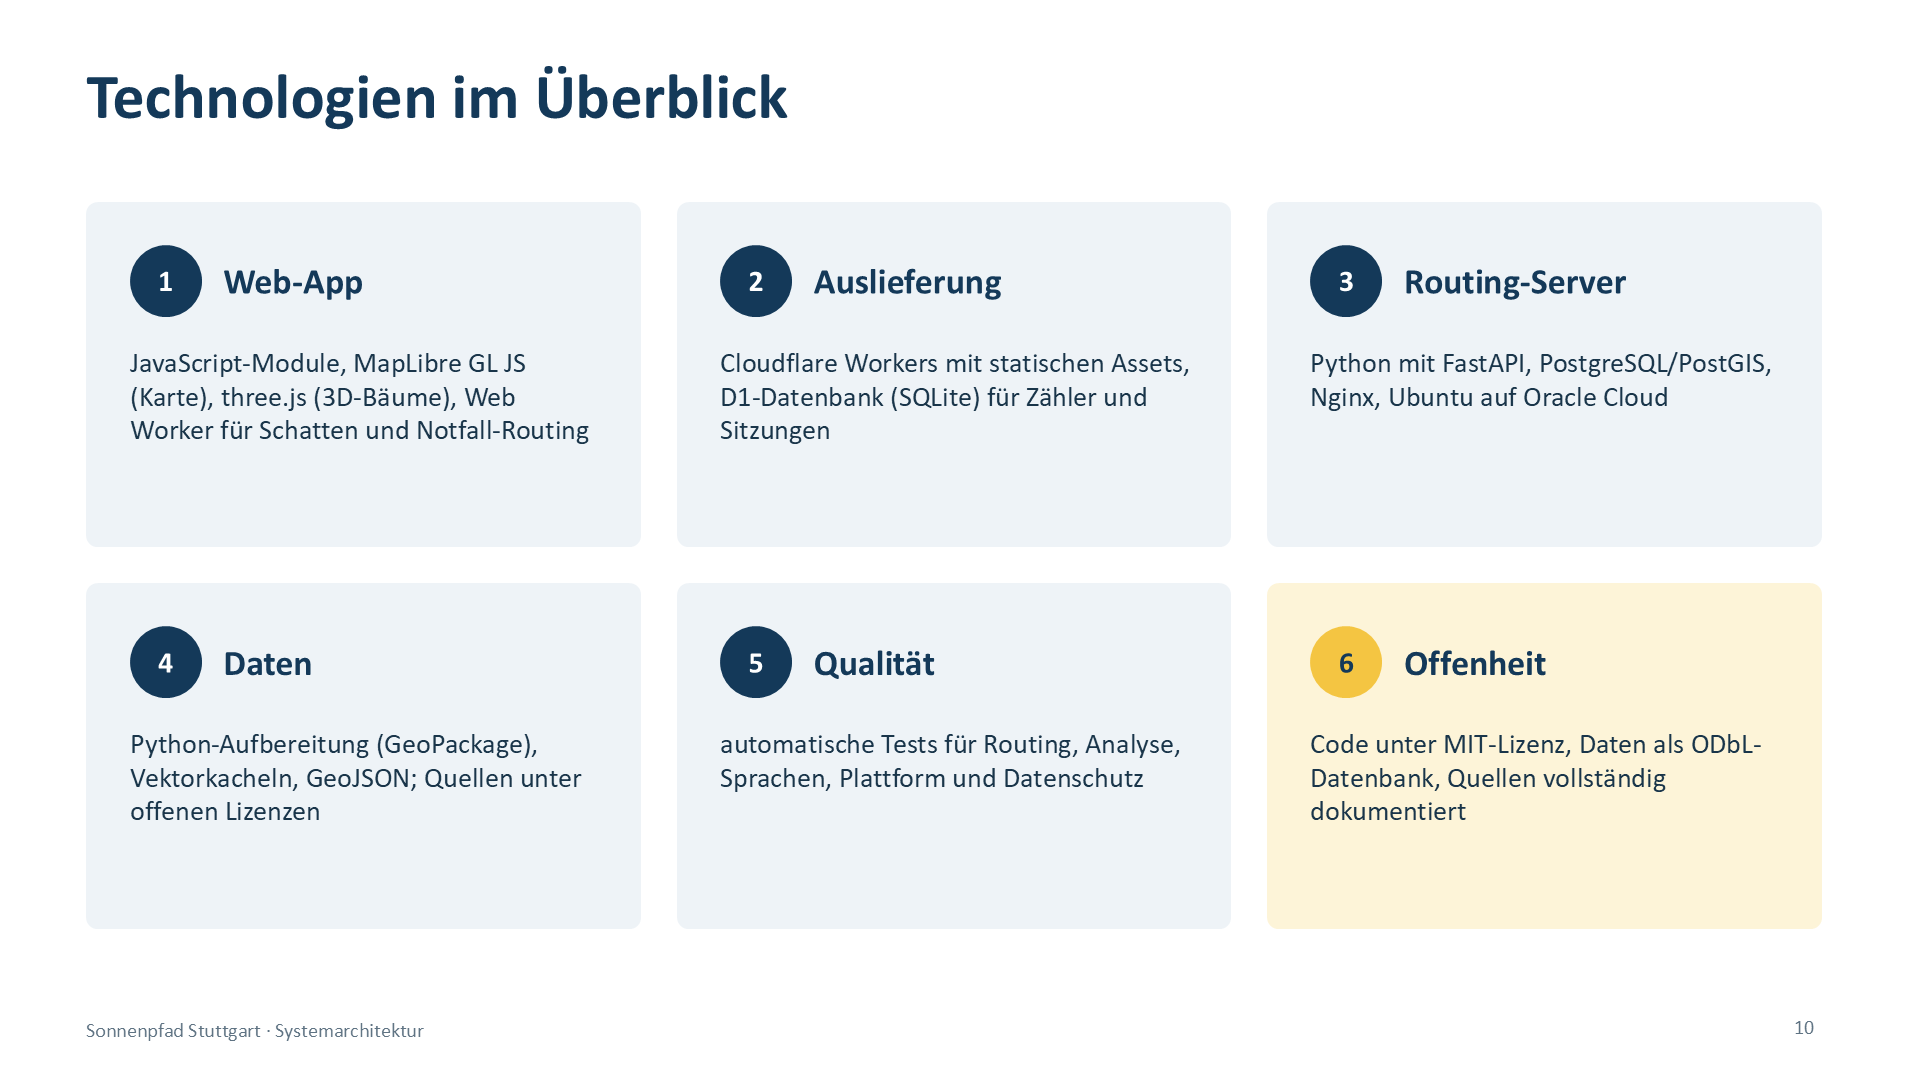 Technologien im Überblick
1 Web-App
JavaScript-Module, MapLibre GL JS
(Karte), three.js (3D-Bäume), Web
Worker für Schatten und Notfall-Routing
2 Auslieferung
Cloudflare Workers mit statischen Assets,
D1-Datenbank (SQLite) für Zähler und
Sitzungen
3 Routing-Server
Python mit FastAPI, PostgreSQL/PostGIS,
Nginx, Ubuntu auf Oracle Cloud
4 Daten
Python-Aufbereitung (GeoPackage),
Vektorkacheln, GeoJSON; Quellen unter
offenen Lizenzen
5 Qualität
automatische Tests für Routing, Analyse,
Sprachen, Plattform und Datenschutz
6 Offenheit
Code unter MIT-Lizenz, Daten als ODbL-
Datenbank, Quellen vollständig
dokumentiert
Sonnenpfad Stuttgart · Systemarchitektur
10